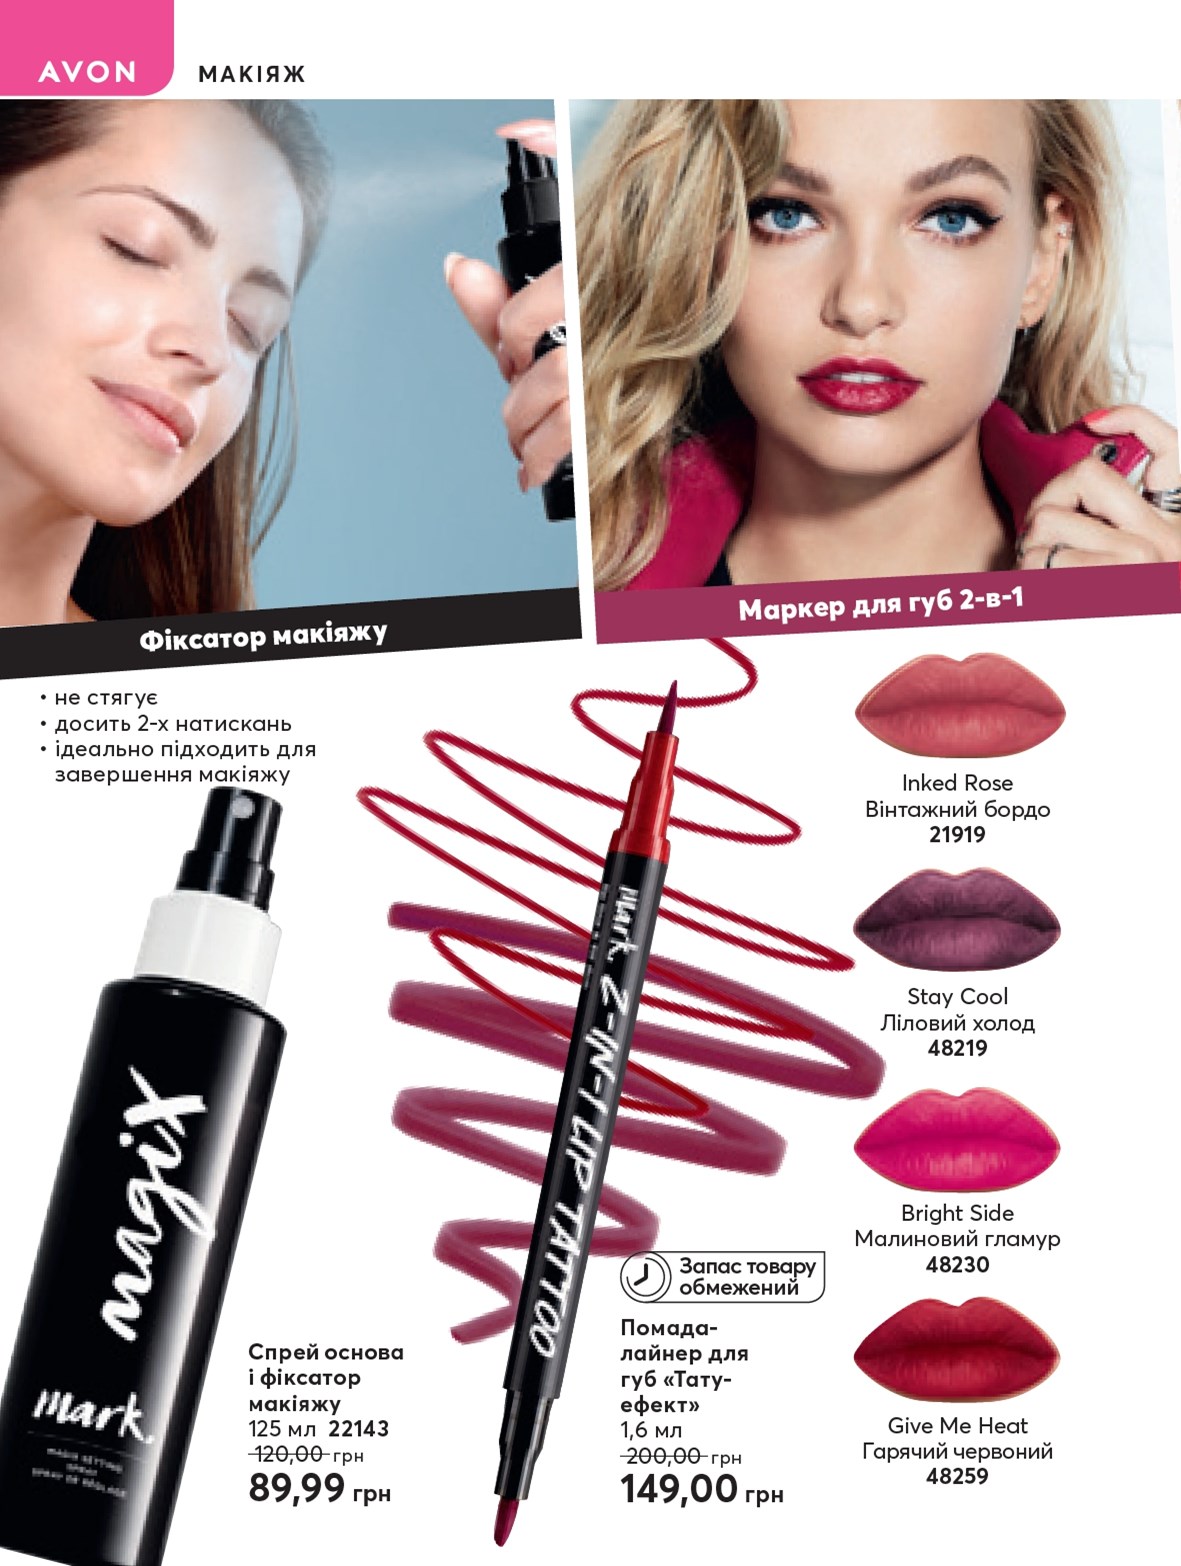 AVON
МАКІЯЖ
Фіксатор макіяжу
Маркер для губ 2-в-1
• не стягує
• досить 2-х натискань
• ідеально підходить для
завершення макіяжу
magix
mark.
MAGIX SETTING
SPRAY
Спрей основа
і фіксатор
макіяжу
125 мл 22143
120,00 грн
89,99 грн
mark. 2-IN-1 LIP TATTOO
Запас товару
обмежений
Помада-
лайнер для
губ «Тату-
ефект»
1,6 мл
200,00 грн
149,00 грн
Inked Rose
Вінтажний бордо
21919
Stay Cool
Ліловий холод
48219
Bright Side
Малиновий гламур
48230
Give Me Heat
Гарячий червоний
48259